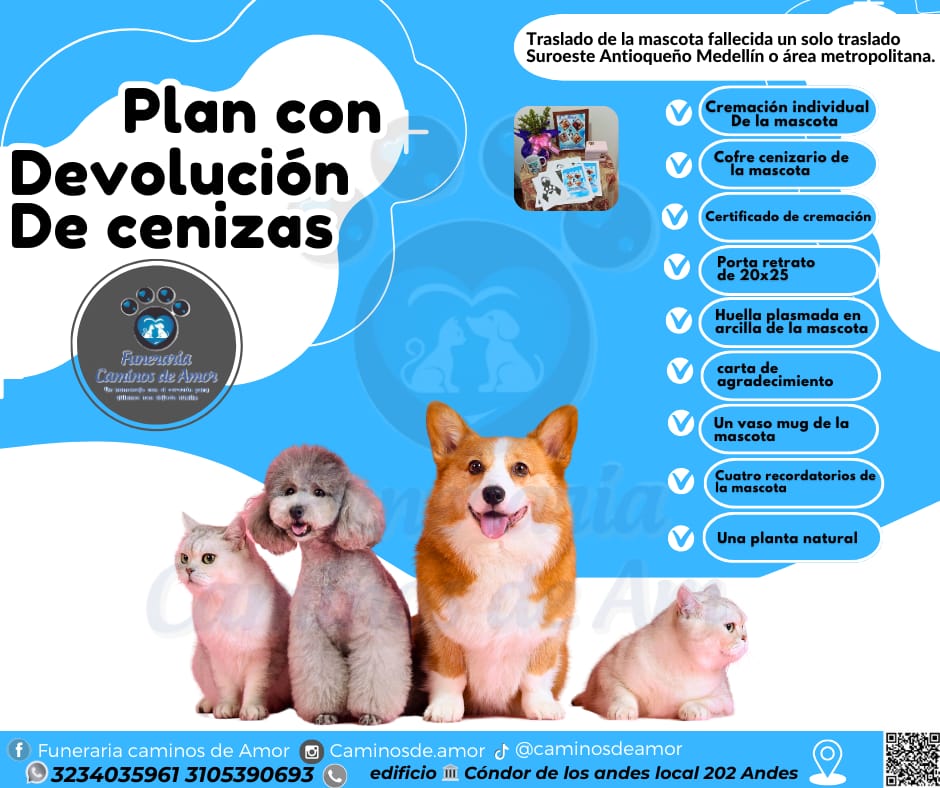 Traslado de la mascota fallecida un solo traslado
Suroeste Antioqueño Medellín o área metropolitana.
Plan con
Devolución
De cenizas
Funeraria
Caminos de Amor
Cremación individual
De la mascota
Cofre cenizario de
la mascota
Certificado de cremación
Porta retrato
de 20x25
Huella plasmada en
arcilla de la mascota
carta de
agradecimiento
Un vaso mug de la
mascota
Cuatro recordatorios de
la mascota
Una planta natural
Funeraria
Caminos de Amor
Funeraria caminos de Amor Caminosde.amor @caminosdeamor
3234035961 3105390693 edificio Cóndor de los andes local 202 Andes